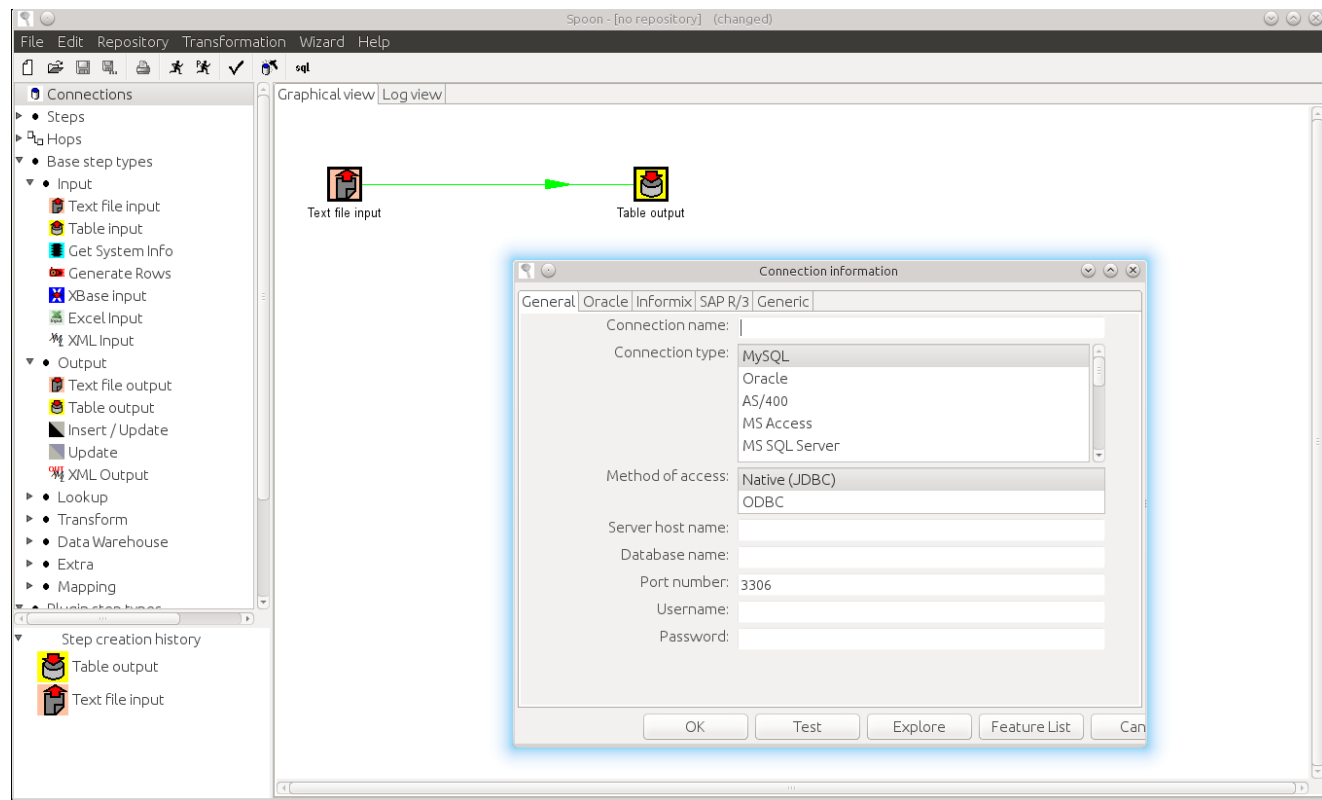 Spoon - [no repository] (changed)
File Edit Repository Transformation Wizard Help
sql
Connections
Steps
Hops
Base step types
Input
Text file input
Table input
Get System Info
Generate Rows
XBase input
Excel Input
XML Input
Output
Text file output
Table output
Insert / Update
Update
XML Output
Lookup
Transform
Data Warehouse
Extra
Mapping
Plugin step types
Step creation history
Table output
Text file input
Graphical view Log view
Text file input
Table output
Connection information
General Oracle Informix SAP R/3 Generic
Connection name:
Connection type: MySQL
Oracle
AS/400
MS Access
MS SQL Server
Method of access: Native (JDBC)
ODBC
Server host name:
Database name:
Port number: 3306
Username:
Password:
OK Test Explore Feature List Can